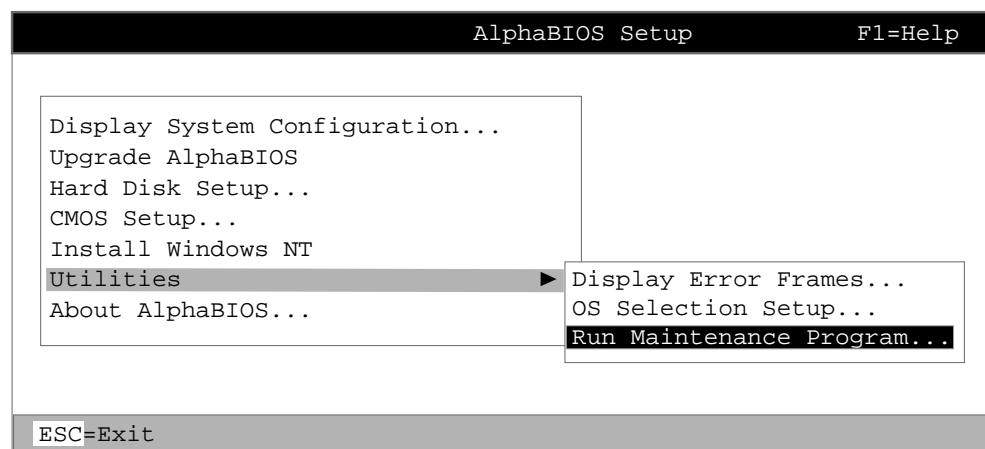 AlphaBIOS Setup F1=Help
Display System Configuration...
Upgrade AlphaBIOS
Hard Disk Setup...
CMOS Setup...
Install Windows NT
Utilities ►
About AlphaBIOS...
Display Error Frames...
OS Selection Setup...
Run Maintenance Program...
ESC=Exit